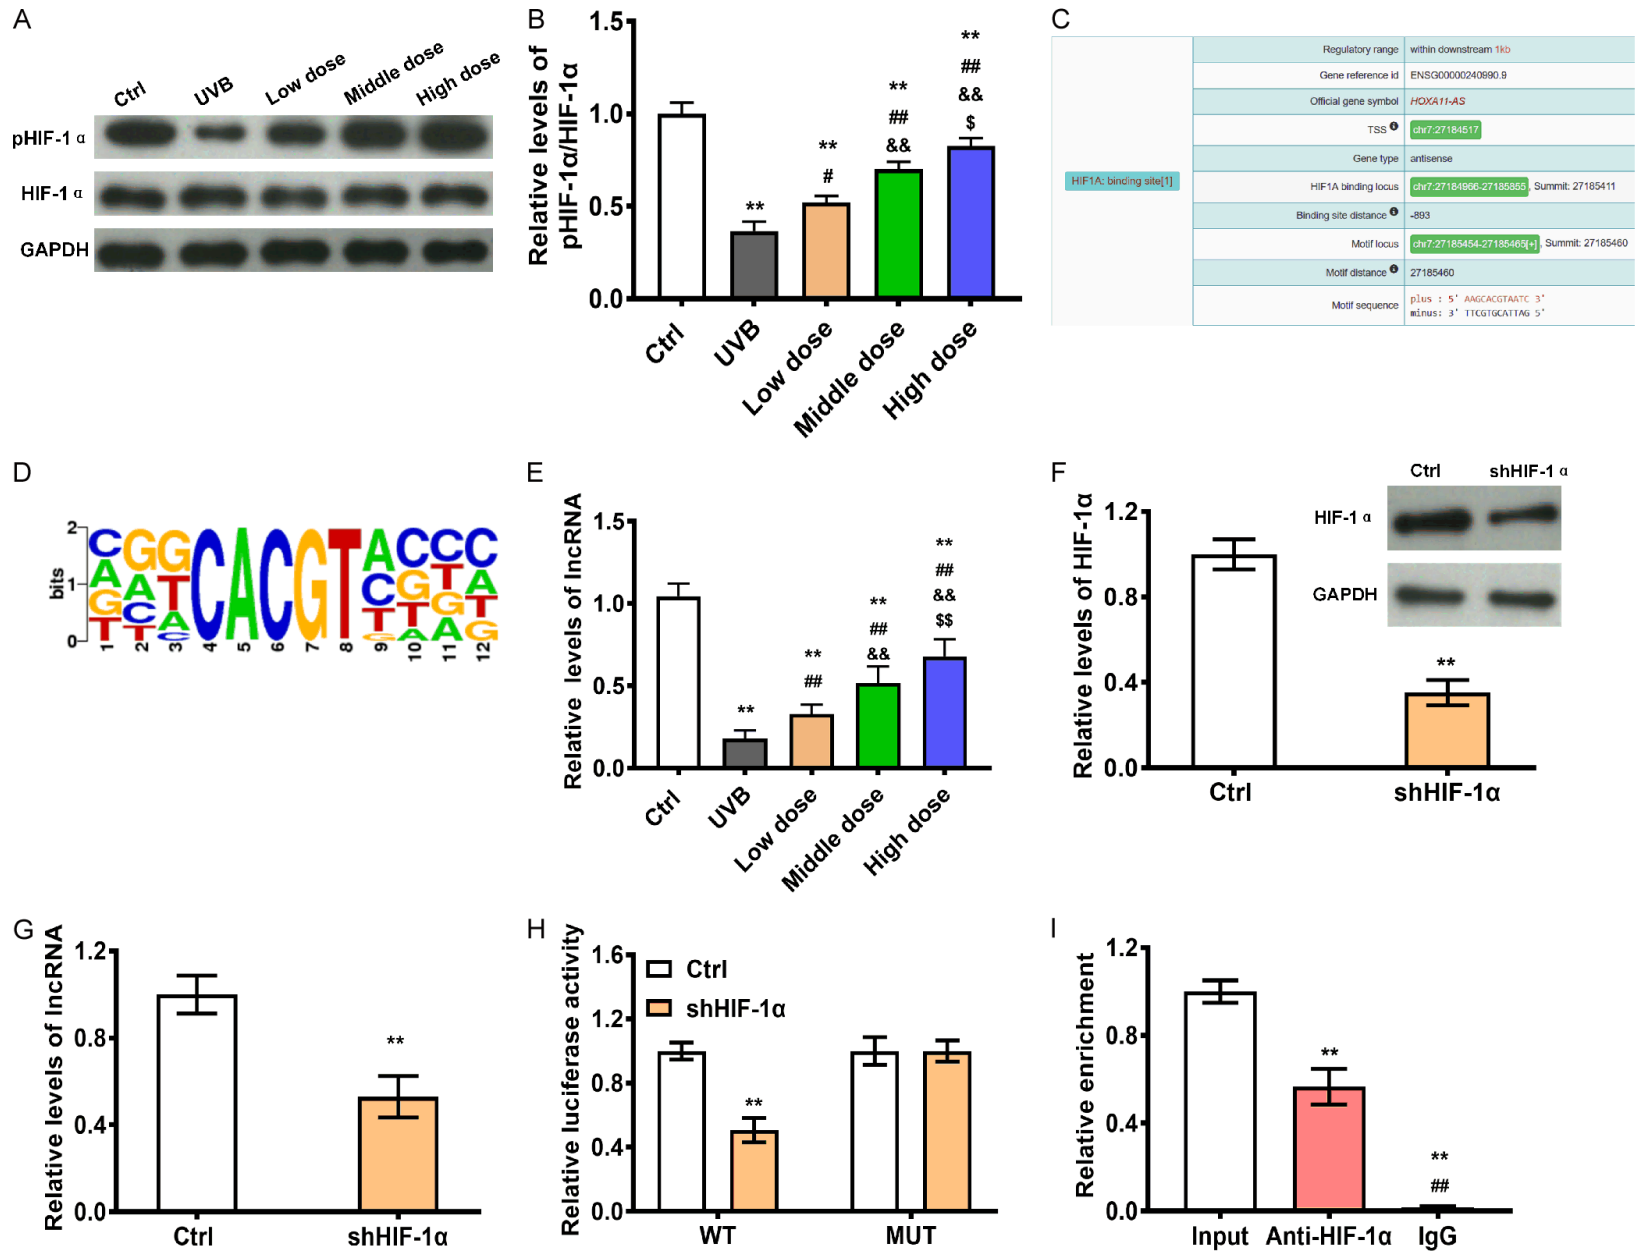 A
Ctrl
UVB
Low dose
Middle dose
High dose
pHIF-1α
HIF-1α
GAPDH
B
Relative levels of
pHIF-1α/HIF-1α
1.5
1.0
0.5
0.0
**
**
#
**
##
&&
**
##
&&
$
Ctrl
UVB
Low dose
Middle dose
High dose
C
HIF1A: binding site[1]
Regulatory range within downstream 1kb
Gene reference id ENSG00000240990.9
Official gene symbol HOXA11-AS
TSS chr7:27184517
Gene type antisense
HIF1A binding locus chr7:27184966-27185855, Summit: 27185411
Binding site distance -893
Motif locus chr7:27185454-27185465[+], Summit: 27185460
Motif distance 27185460
Motif sequence plus : 5' AAGCACGTAATC 3'
minus: 3' TTCGTGCATTAG 5'
D
bits
2
1
0
CGGCACGTACCC
AATCGTA
GCTTGT
TTACGAAG
1 2 3 4 5 6 7 8 9 10 11 12
E
Relative levels of lncRNA
1.5
1.0
0.5
0.0
**
**
##
**
##
&&
**
##
&&
$$
Ctrl
UVB
Low dose
Middle dose
High dose
F
Relative levels of HIF-1α
1.2
0.8
0.4
0.0
**
Ctrl
shHIF-1α
Ctrl shHIF-1α
HIF-1α
GAPDH
G
Relative levels of lncRNA
1.2
0.8
0.4
0.0
**
Ctrl
shHIF-1α
H
Relative luciferase activity
1.6
1.2
0.8
0.4
0.0
Ctrl
shHIF-1α
**
WT
MUT
I
Relative enrichment
1.2
0.8
0.4
0.0
**
**
##
Input
Anti-HIF-1α
IgG